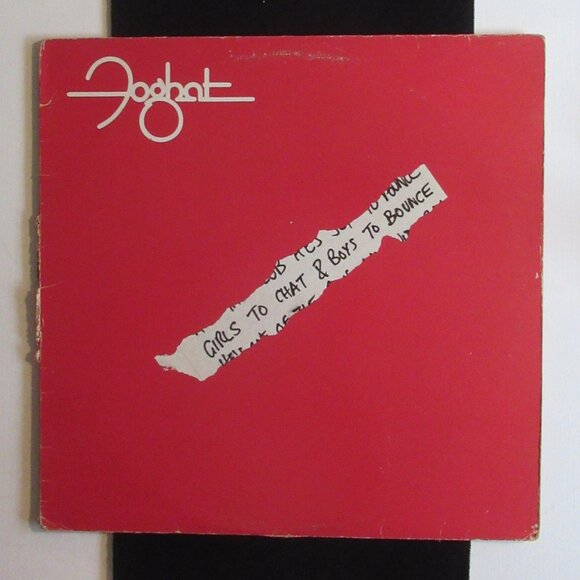 Foghat
GIRLS TO CHAT & BOYS TO BOUNCE